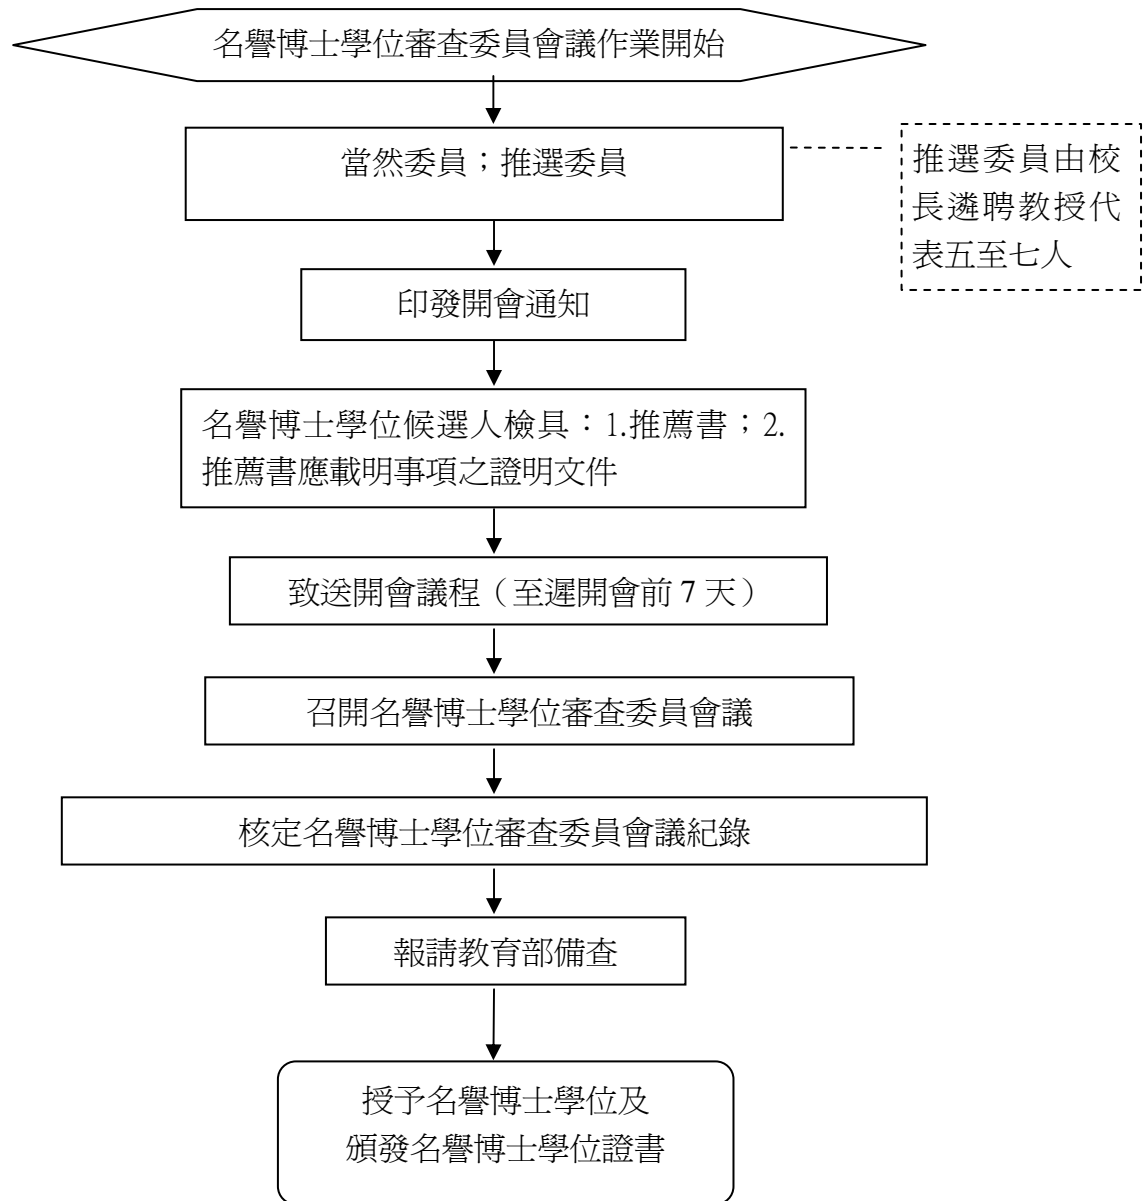 名譽博士學位審查委員會議作業開始
當然委員；推選委員
推選委員由校
長遴聘教授代
表五至七人
印發開會通知
名譽博士學位候選人檢具：1.推薦書；2.
推薦書應載明事項之證明文件
致送開會議程（至遲開會前 7 天）
召開名譽博士學位審查委員會議
核定名譽博士學位審查委員會議紀錄
報請教育部備查
授予名譽博士學位及
頒發名譽博士學位證書